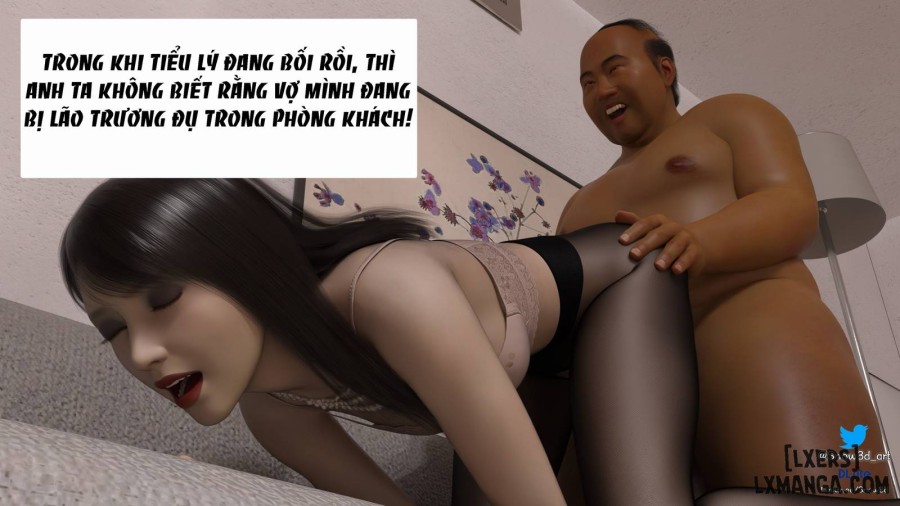 TRONG KHI TIỂU LÝ ĐANG BỐI RỒI, THÌ
ANH TA KHÔNG BIẾT RẰNG VỢ MÌNH ĐANG
BỊ LÃO TRƯƠNG ĐỤ TRONG PHÒNG KHÁCH!
[LXERS]
LXMANGA.COM